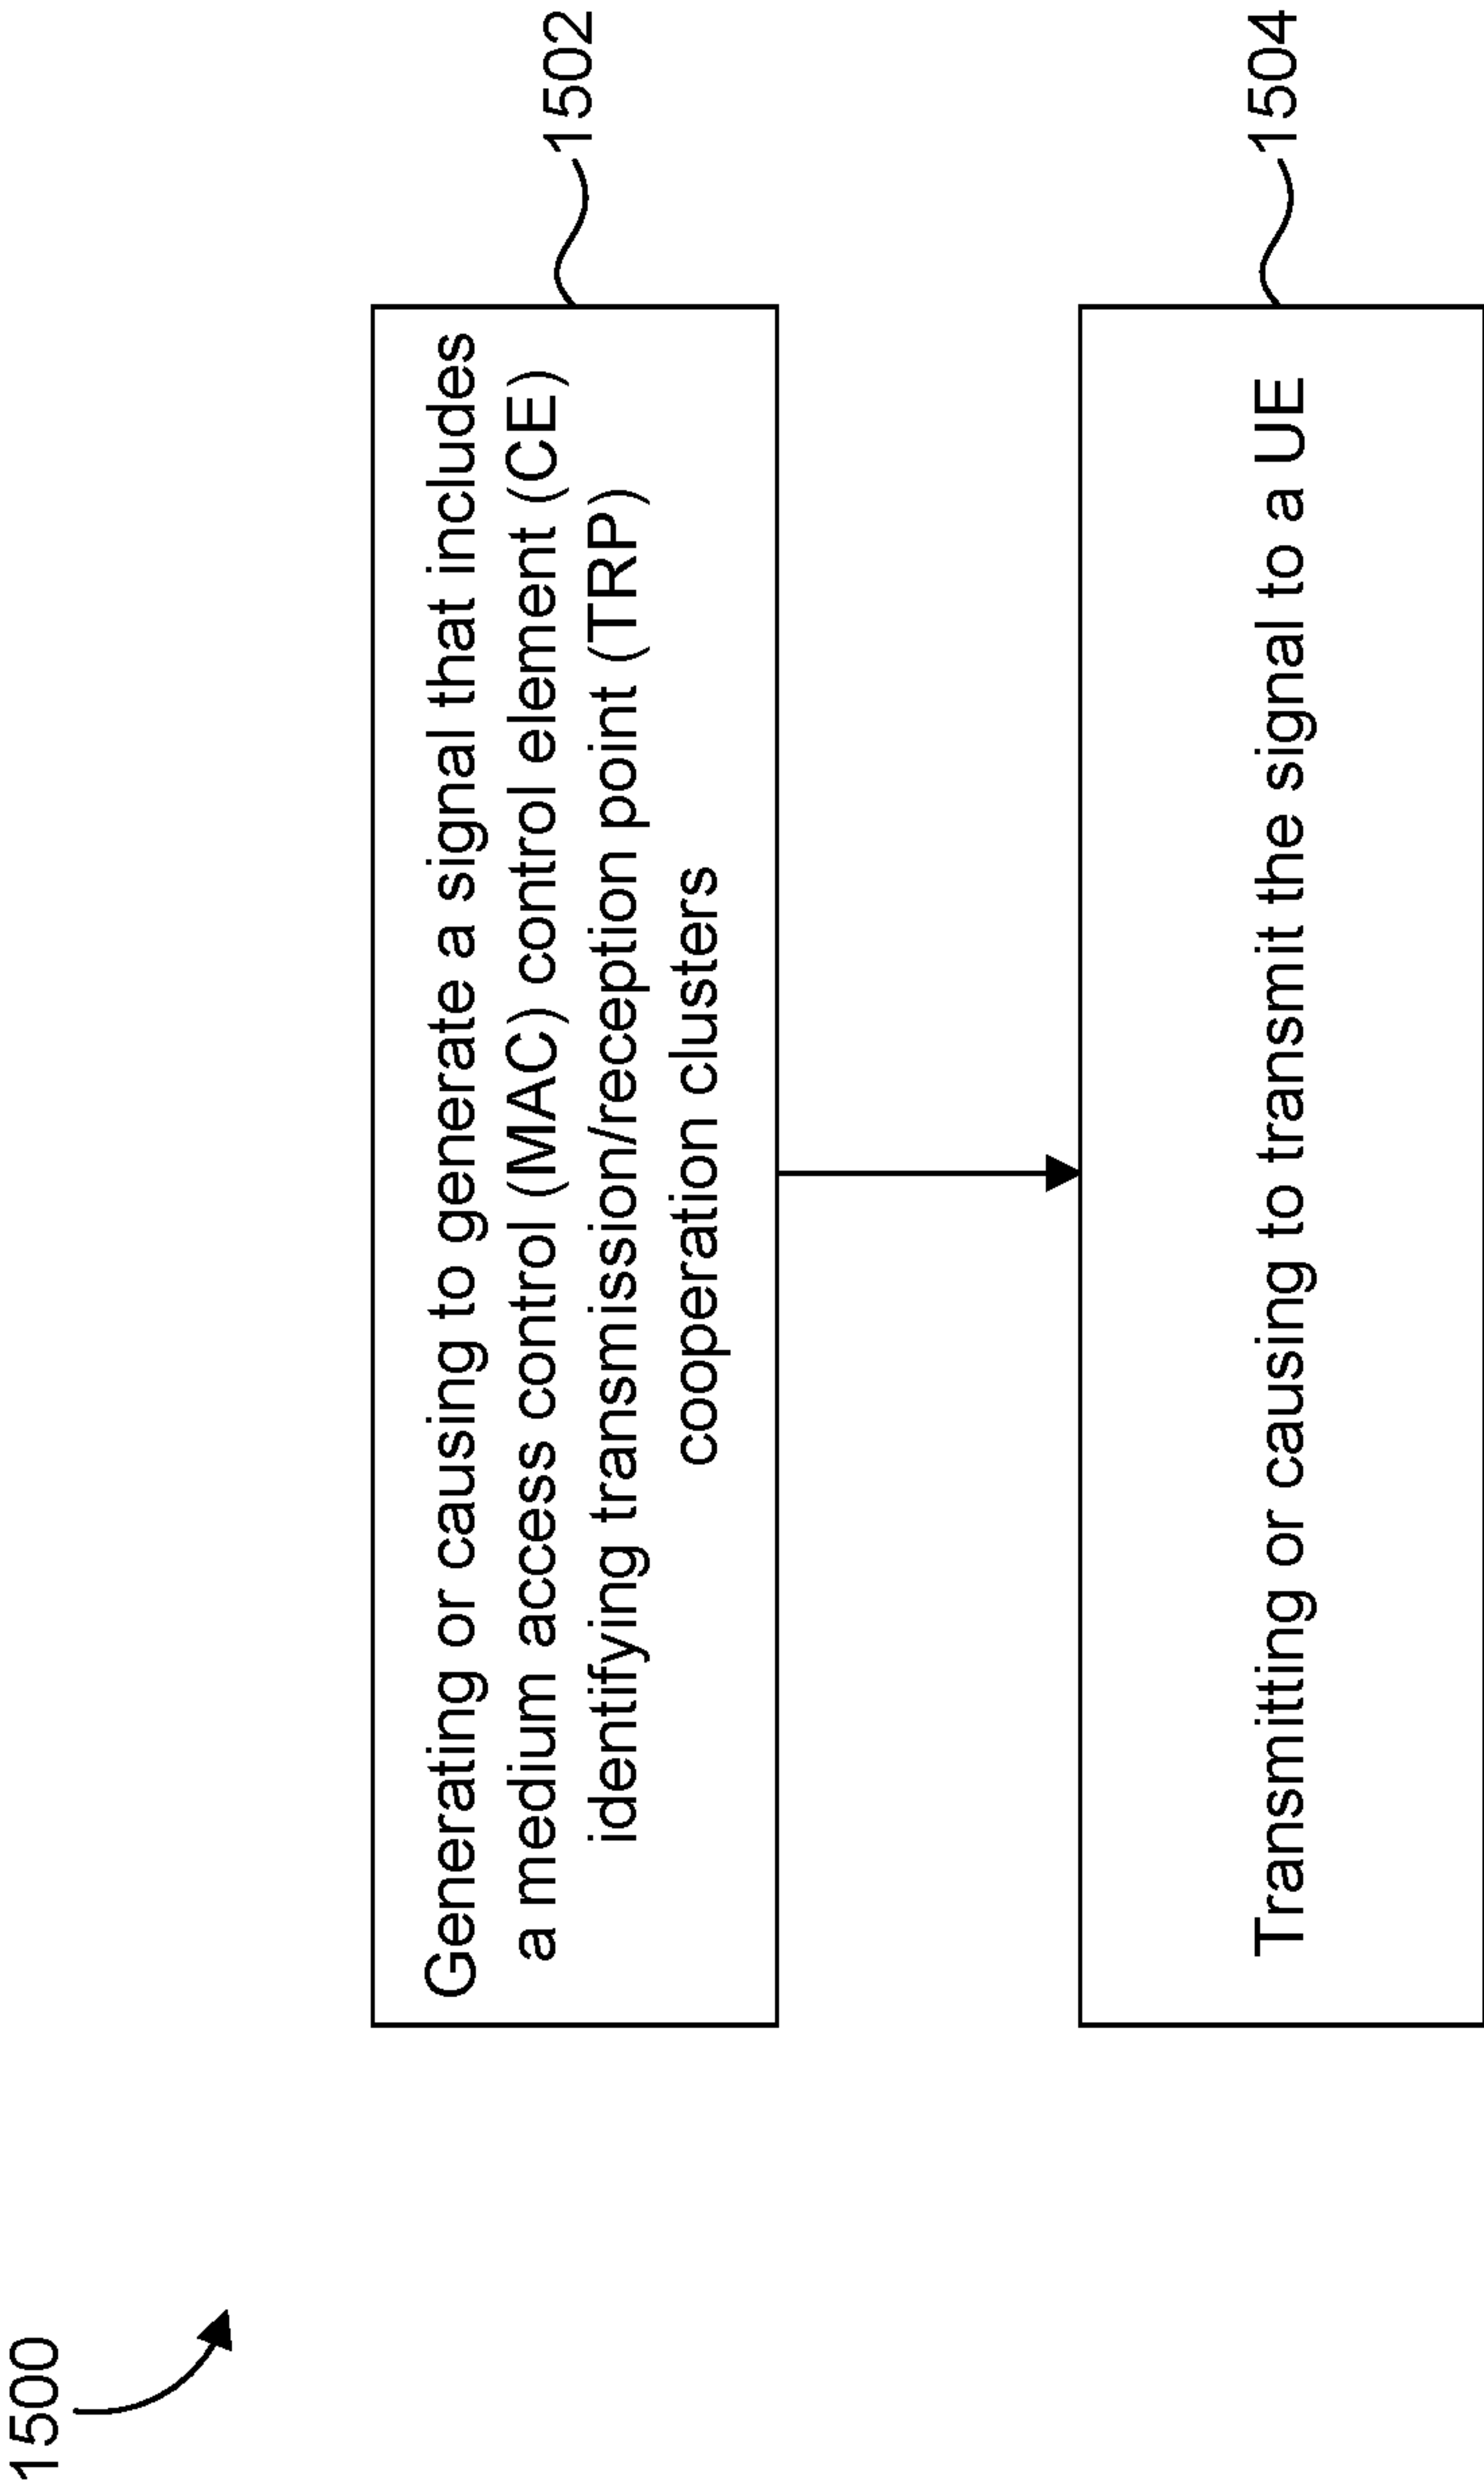 1500
Generating or causing to generate a signal that includes
a medium access control (MAC) control element (CE)
identifying transmission/reception point (TRP)
cooperation clusters
1502
Transmitting or causing to transmit the signal to a UE
1504